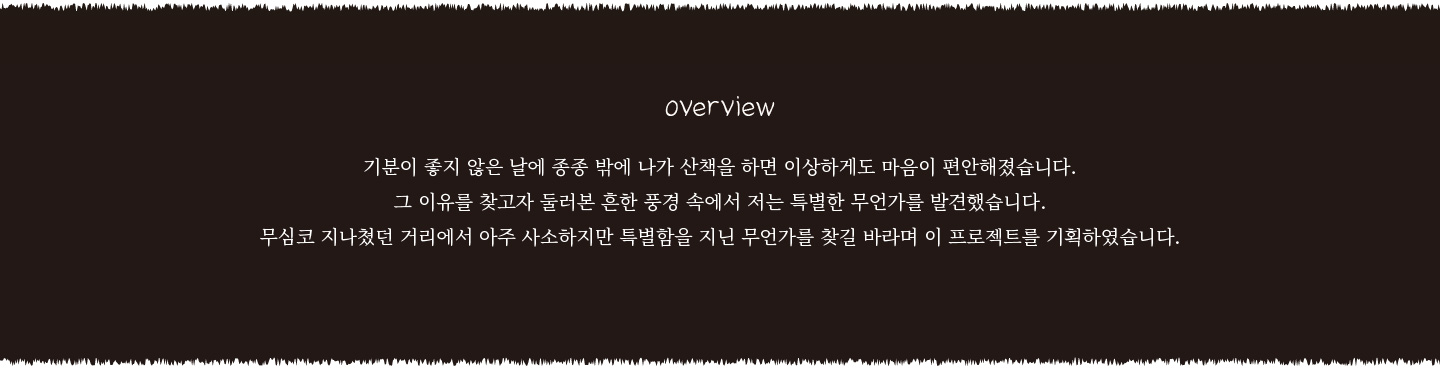 overview
기분이 좋지 않은 날에 종종 밖에 나가 산책을 하면 이상하게도 마음이 편안해졌습니다.
그 이유를 찾고자 둘러본 흔한 풍경 속에서 저는 특별한 무언가를 발견했습니다.
무심코 지나쳤던 거리에서 아주 사소하지만 특별함을 지닌 무언가를 찾길 바라며 이 프로젝트를 기획하였습니다.